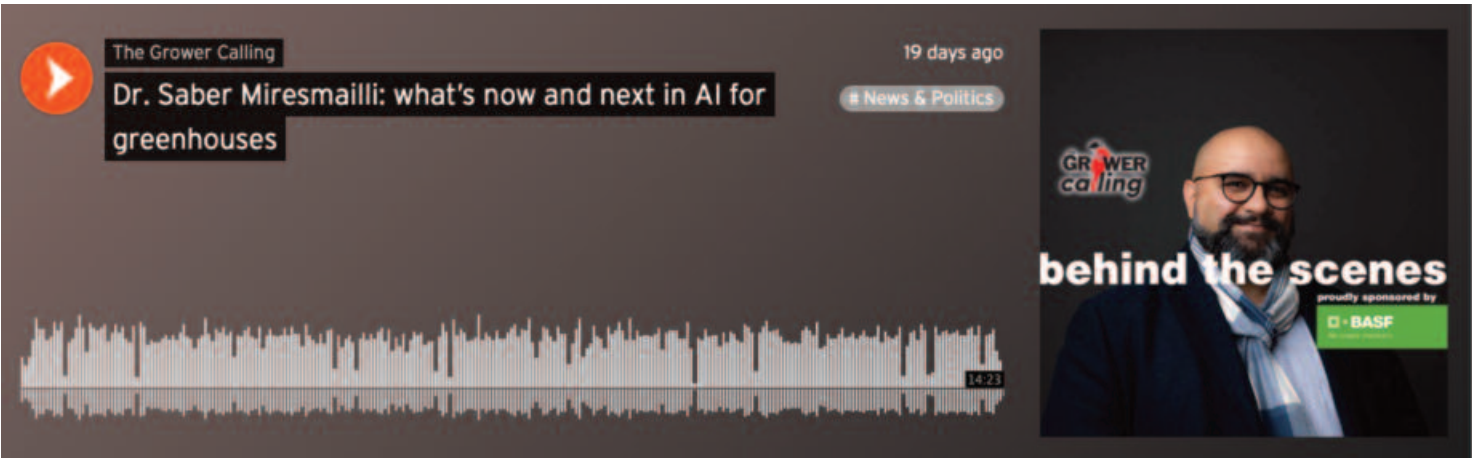 The Grower Calling
19 days ago
Dr. Saber Miresmailli: what's now and next in AI for
greenhouses
# News & Politics
GROWER
calling
behind the scenes
proudly sponsored by
BASF
14:23